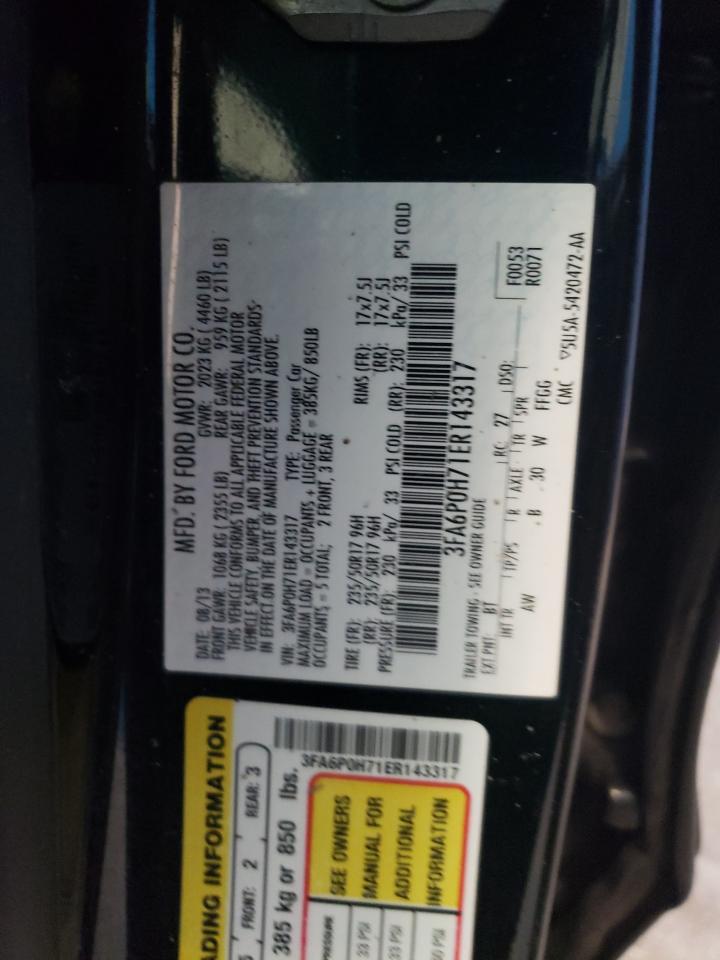 MFD. BY FORD MOTOR CO.
DATE: 08/13 GVWR: 2023 KG ( 4460 LB)
FRONT GAWR: 1068 KG ( 2355 LB) REAR GAWR: 959 KG ( 2115 LB)
THIS VEHICLE CONFORMS TO ALL APPLICABLE FEDERAL MOTOR
VEHICLE SAFETY, BUMPER, AND THEFT PREVENTION STANDARDS-
IN EFFECT ON THE DATE OF MANUFACTURE SHOWN ABOVE.
VIN: 3FA6P0H71ER143317 TYPE: Passenger Car
MAXIMUM LOAD = OCCUPANTS + LUGGAGE = 385KG/ 850LB
OCCUPANTS = 5 TOTAL: 2 FRONT, 3 REAR
TIRE (FR): 235/50R17 96H RIMS (FR): 17x7.5J
(RR): 235/50R17 96H (RR): 17x7.5J
PRESSURE (FR): 230 kPa/ 33 PSI COLD (RR): 230 kPa/ 33 PSI COLD
3FA6P0H71ER143317
TRAILER TOWING - SEE OWNER GUIDE
EXT PNT: BT RC: 27 DSO: F0053
R0071
INT TR TP/PS R AXLE TR SPR
AW B 30 W FFGG
CMC
▽5U5A-5420472-AA
ADING INFORMATION
5 FRONT: 2 REAR: 3
385 kg or 850 lbs.
3FA6P0H71ER143317
PRESSURE
33 PSI
33 PSI
60 PSI
SEE OWNERS
MANUAL FOR
ADDITIONAL
INFORMATION